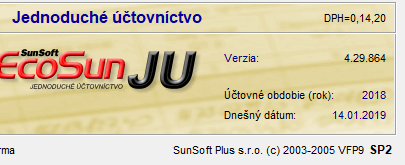 Jednoduché účtovníctvo DPH=0,14,20
SunSoft
EcoSun JU
JEDNODUCHÉ ÚČTOVNÍCTVO
Verzia: 4.29.864
Účtovné obdobie (rok): 2018
Dnešný dátum: 14.01.2019
SunSoft Plus s.r.o. (c) 2003-2005 VFP9 SP2